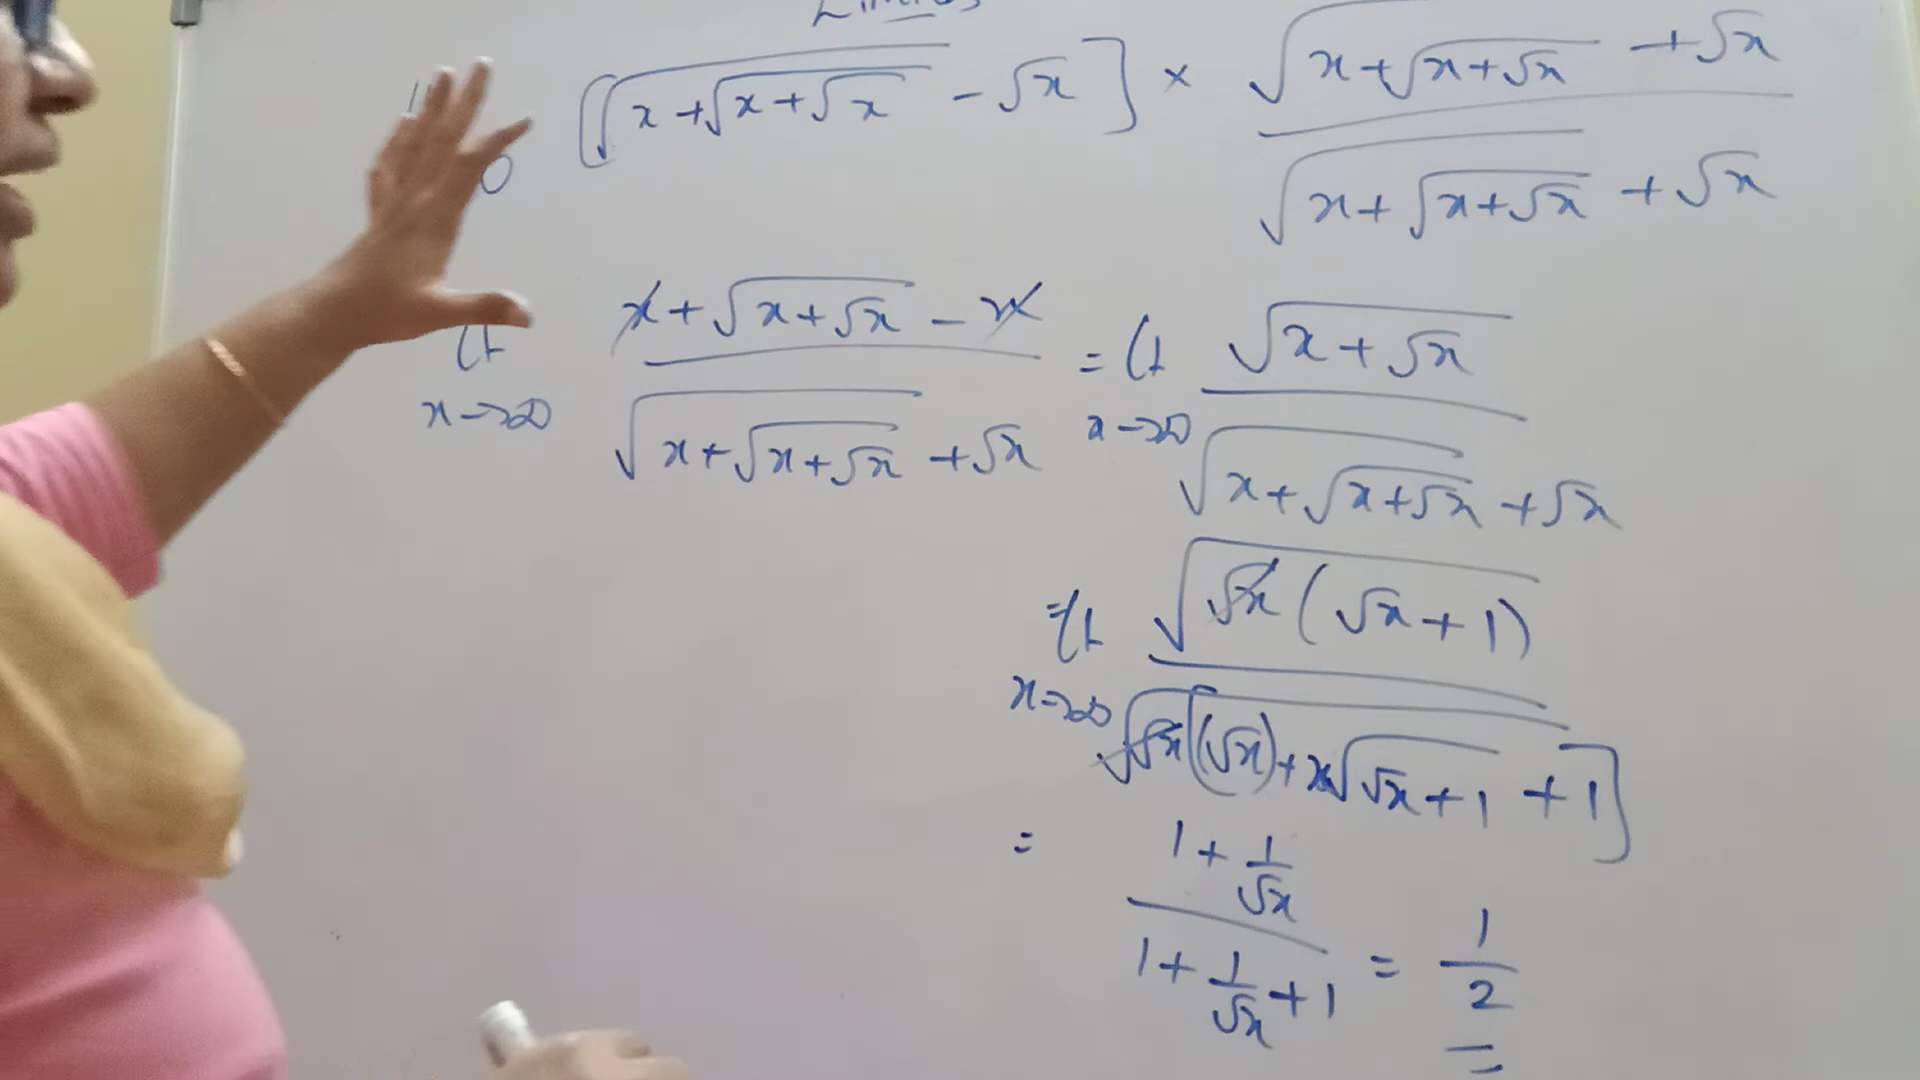 Limits
[√(x+√(x+√x)) - √x] × (√(x+√(x+√x)) + √x) / (√(x+√(x+√x)) + √x)
lt x→∞ (x+√(x+√x) - x) / (√(x+√(x+√x)) + √x) = lt x→∞ √(x+√x) / (√(x+√(x+√x)) + √x)
= lt x→∞ √(√x(√x+1)) / √(√x[(√x)+√(√x+1) + 1]
= (1 + 1/√x) / (1 + 1/√x + 1) = 1/2